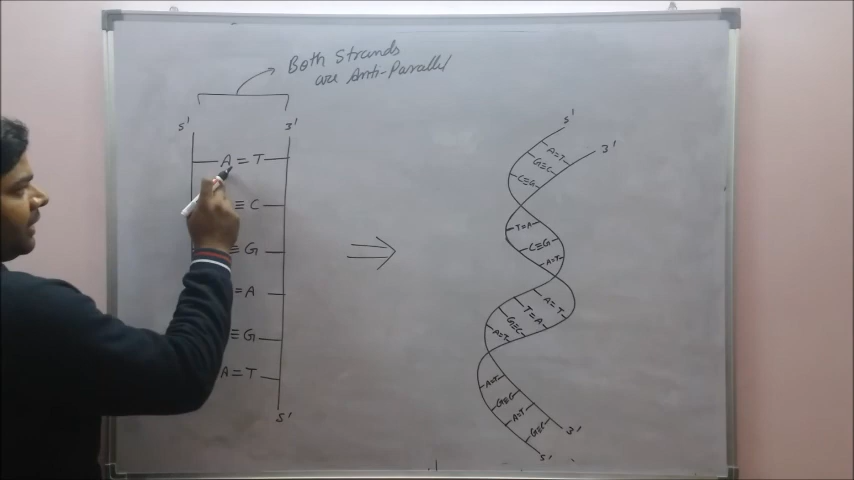 Both Strands
are Anti-Parallel
5' 3'
A = T
≡ C
≡ G
= A
≡ G
A = T
5'
5'
3'
A=T
G≡C
C≡G
T=A
C≡G
A=T
A=T
T=A
G≡C
A=T
A=T
G≡C
A=T
G≡C
3'
5'